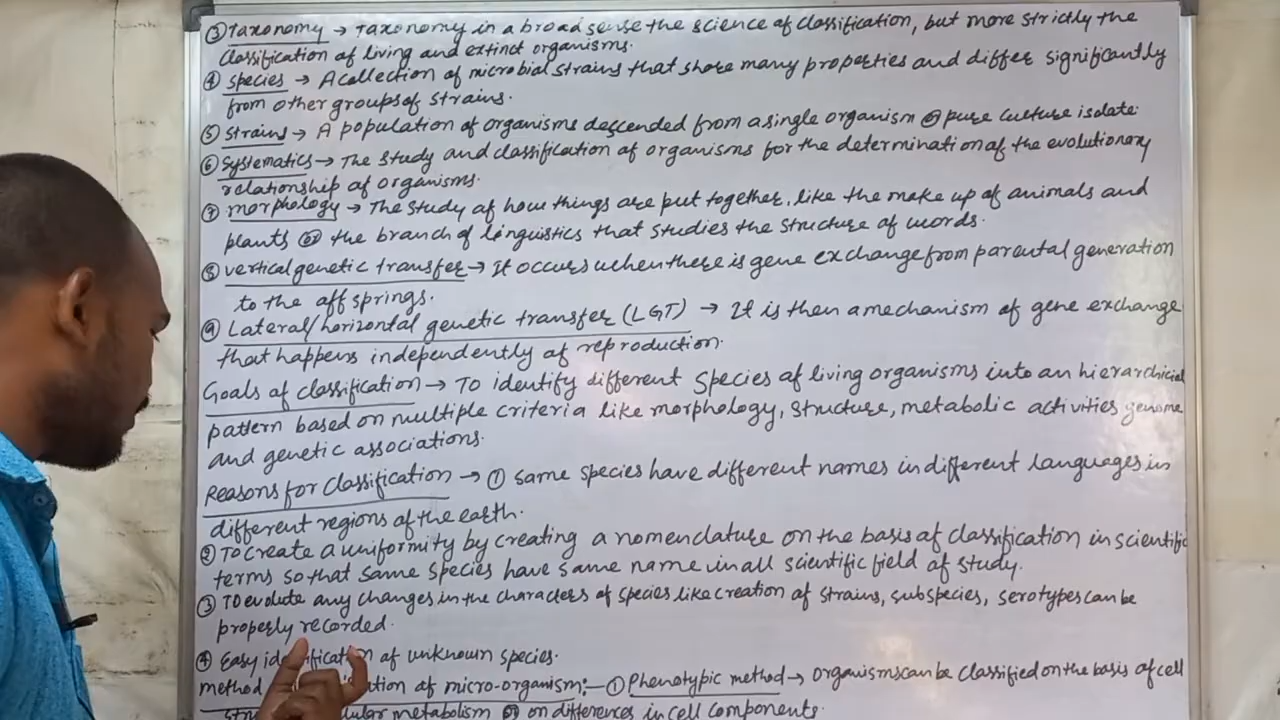 ③ Taxonomy → Taxonomy in a broad sense the science of classification, but more strictly the
classification of living and extinct organisms.
④ species → A collection of microbial strains that share many properties and differ significantly
from other groups of strains.
⑤ strains → A population of organisms descended from a single organism or pure culture isolate.
⑥ systematics → The study and classification of organisms for the determination of the evolutionary
relationship of organisms.
⑦ morphology → The study of how things are put together, like the make up of animals and
plants or the branch of linguistics that studies the structure of words.
⑧ vertical genetic transfer → It occurs when there is gene exchange from parental generation
to the off springs.
⑨ Lateral/horizontal genetic transfer (LGT) → It is then a mechanism of gene exchange
that happens independently of reproduction.
Goals of classification → To identify different species of living organisms into an hierarchicial
pattern based on multiple criteria like morphology, structure, metabolic activities genome
and genetic associations.
Reasons for classification → ① same species have different names in different languages in
different regions of the earth.
② To create a uniformity by creating a nomenclature on the basis of classification in scientific
terms so that same species have same name in all scientific field of study.
③ To evolute any changes in the characters of species like creation of strains, subspecies, serotypes can be
properly recorded.
④ Easy identification of unknown species.
method of micro-organism:— ① Phenotypic method → organisms can be classified on the basis of cell
metabolism or on differences in cell components.